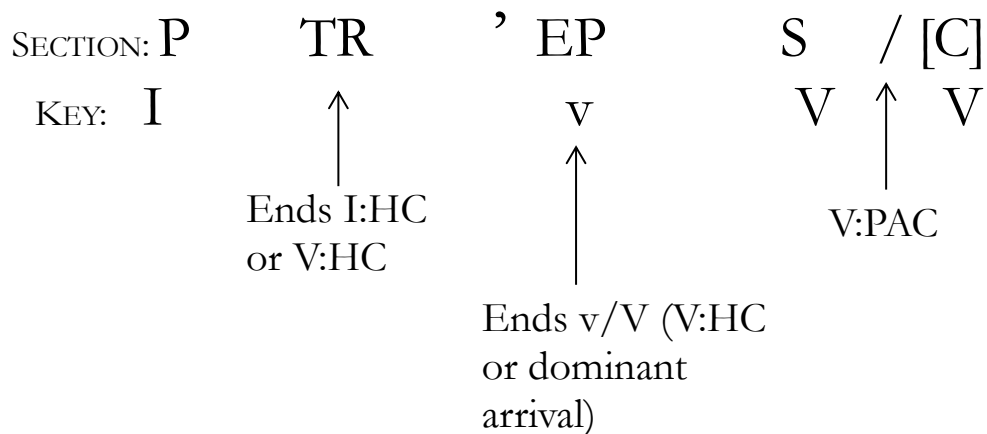 SECTION: P TR ’ EP S / [C]
KEY: I v V V
Ends I:HC
or V:HC
V:PAC
Ends v/V (V:HC
or dominant
arrival)